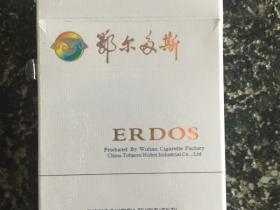 鄂尔多斯
ERDOS
Produced By Wuhan Cigarette Factory
China Tobacco Hubei Industrial Co.,Ltd